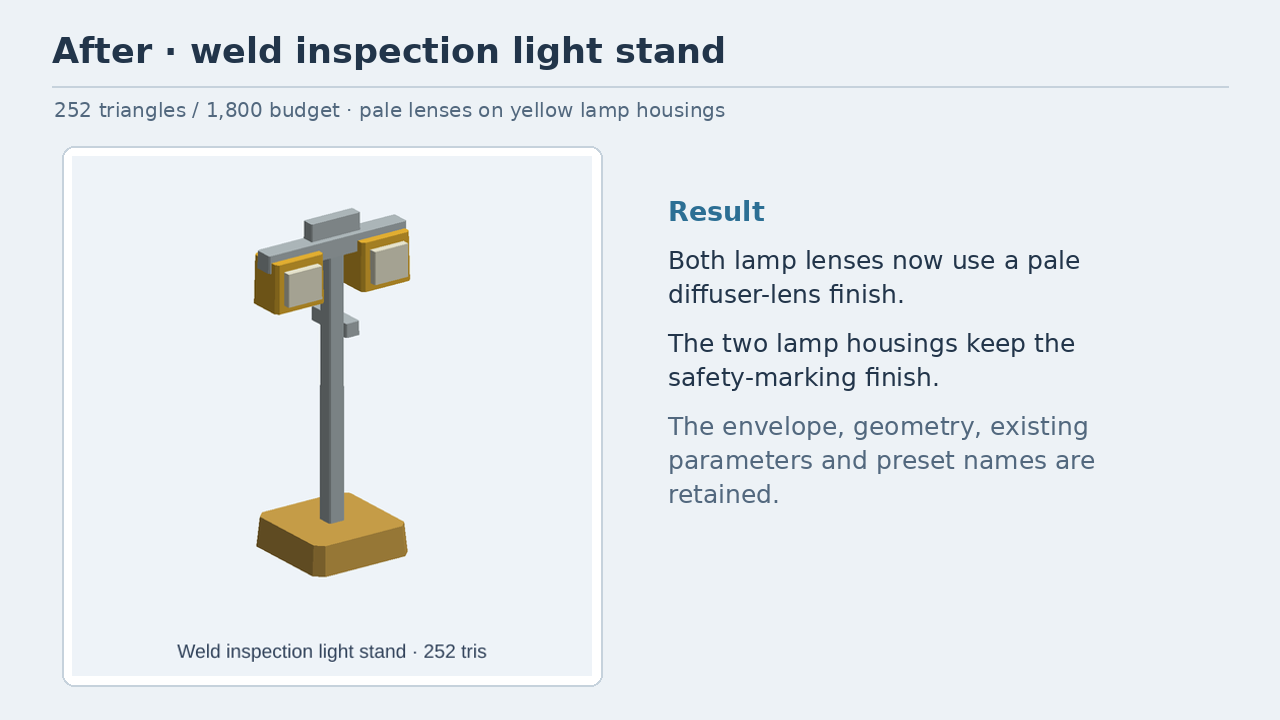 After · weld inspection light stand
252 triangles / 1,800 budget · pale lenses on yellow lamp housings
Weld inspection light stand · 252 tris
Result
Both lamp lenses now use a pale
diffuser-lens finish.
The two lamp housings keep the
safety-marking finish.
The envelope, geometry, existing
parameters and preset names are
retained.